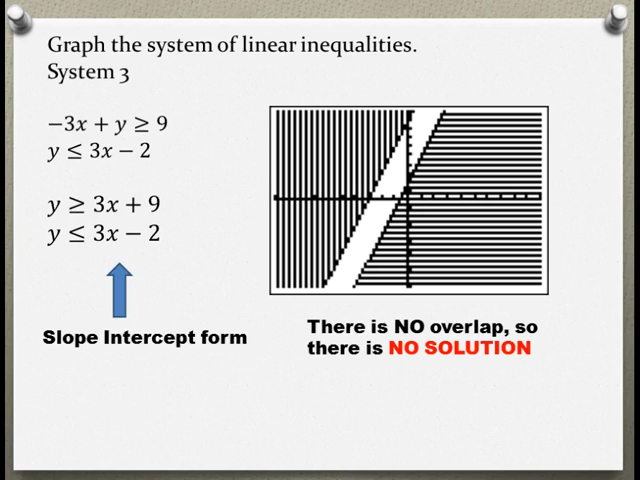 Graph the system of linear inequalities.
System 3
−3x + y ≥ 9
y ≤ 3x − 2
y ≥ 3x + 9
y ≤ 3x − 2
Slope Intercept form
There is NO overlap, so
there is NO SOLUTION